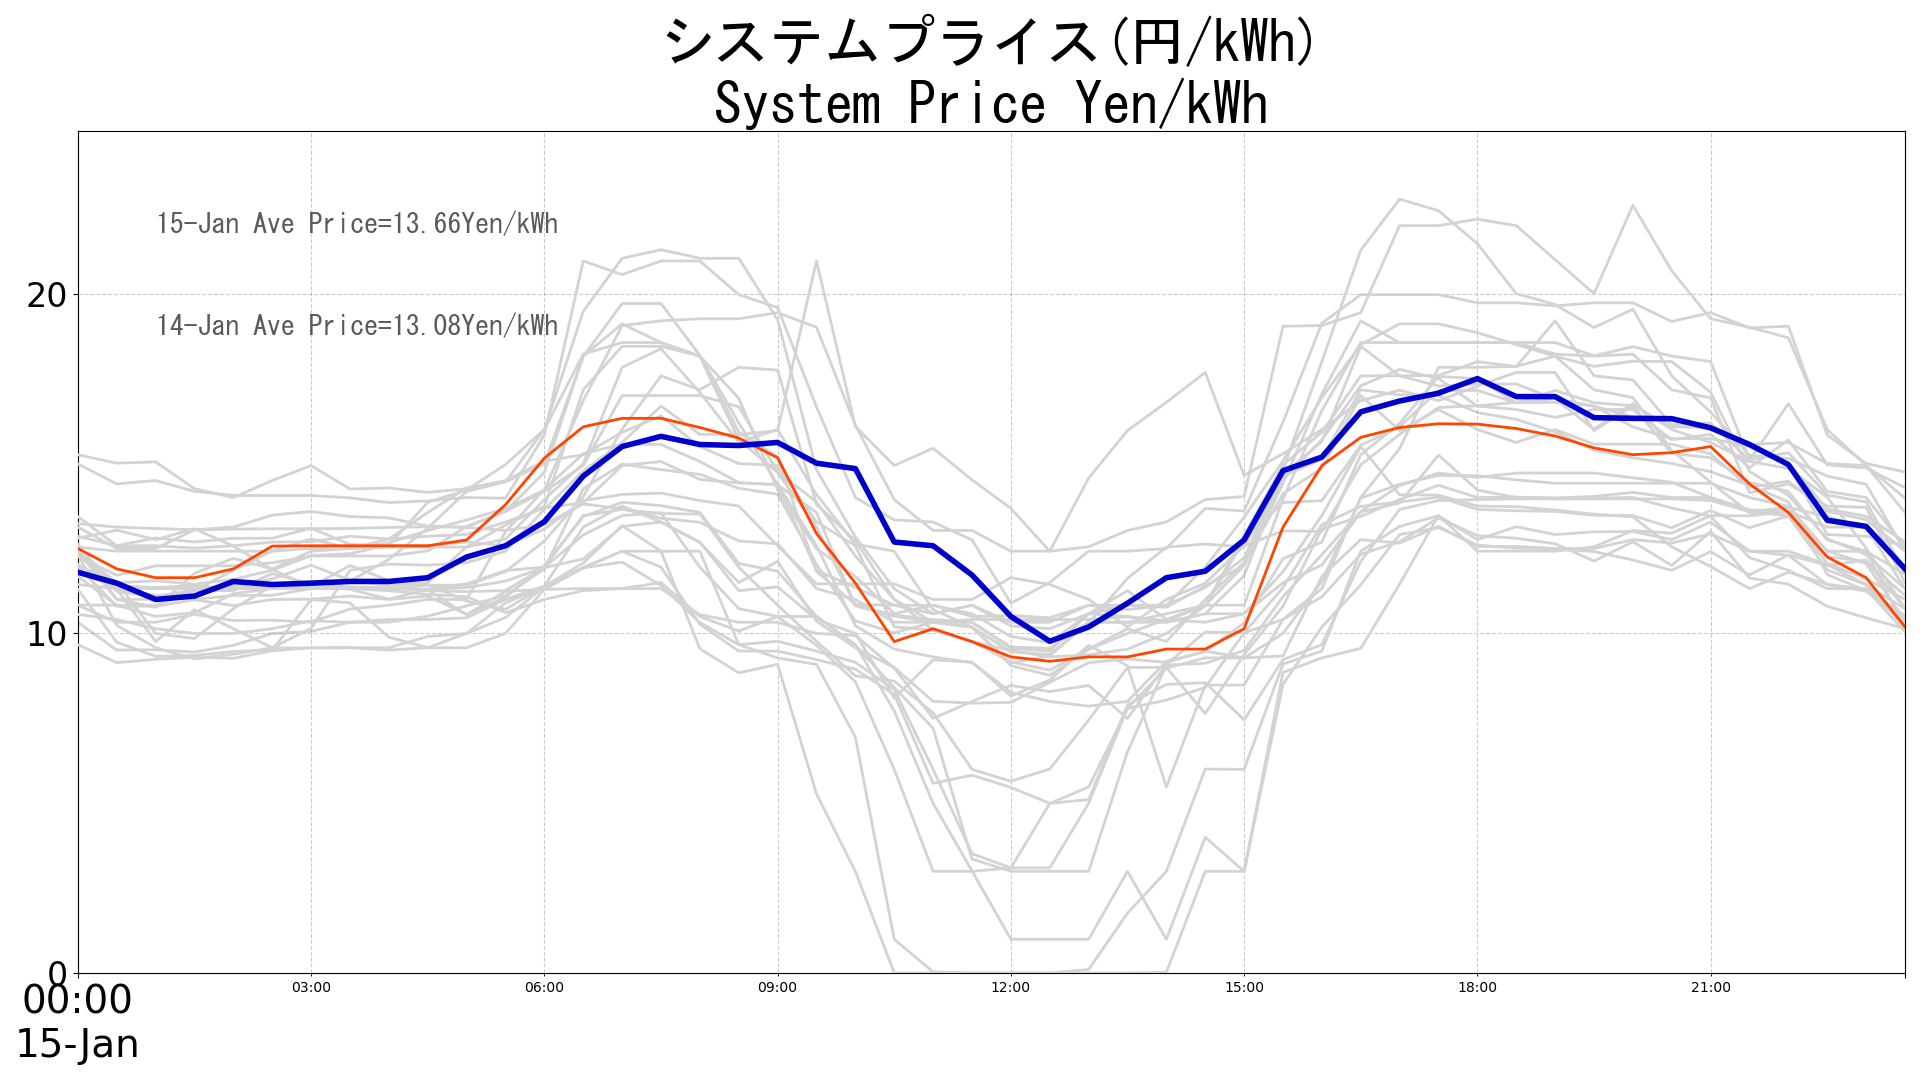 システムプライス(円/kWh)
System Price Yen/kWh
15-Jan Ave Price=13.66Yen/kWh
14-Jan Ave Price=13.08Yen/kWh
20
10
0
00:00
03:00
06:00
09:00
12:00
15:00
18:00
21:00
15-Jan